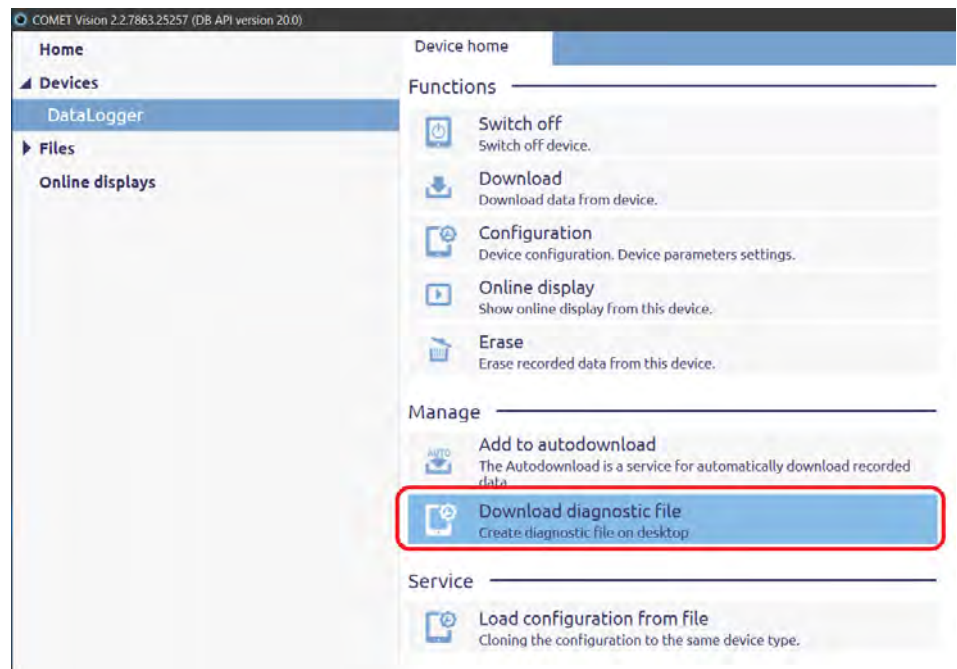 COMET Vision 2.2.7863.25257 (DB API version 20.0)
Home
Devices
DataLogger
Files
Online displays
Device home
Functions
Switch off
Switch off device.
Download
Download data from device.
Configuration
Device configuration. Device parameters settings.
Online display
Show online display from this device.
Erase
Erase recorded data from this device.
Manage
AUTO
Add to autodownload
The Autodownload is a service for automatically download recorded
data
Download diagnostic file
Create diagnostic file on desktop
Service
Load configuration from file
Cloning the configuration to the same device type.